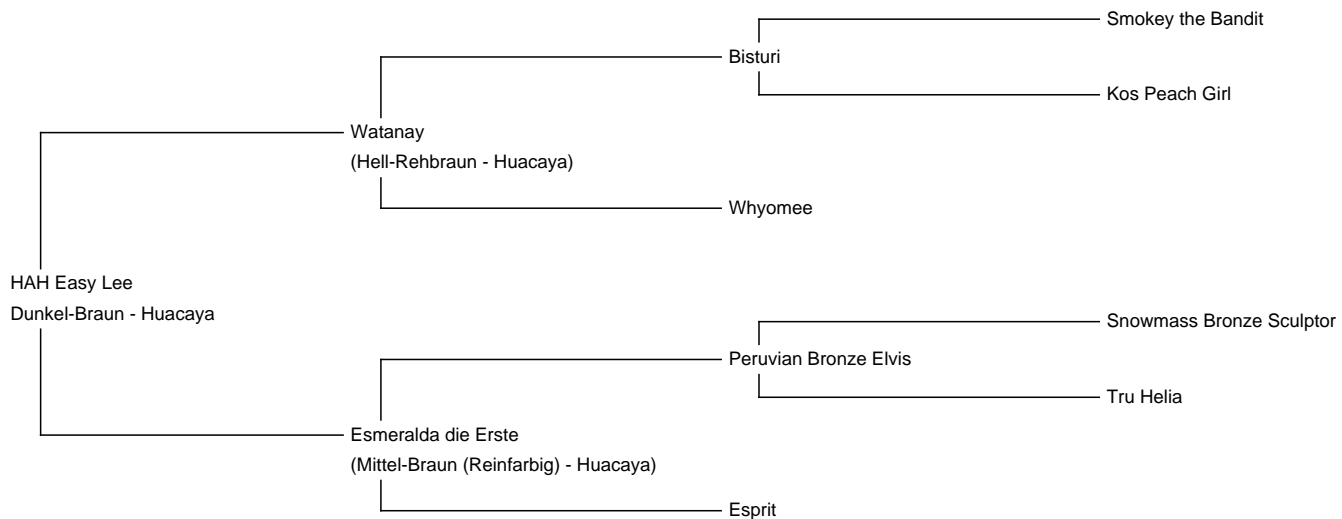 Smokey the Bandit
Bisturi
Kos Peach Girl
Watanay
(Hell-Rehbraun - Huacaya)
Whyomee
HAH Easy Lee
Dunkel-Braun - Huacaya
Snowmass Bronze Sculptor
Peruvian Bronze Elvis
Tru Helia
Esmeralda die Erste
(Mittel-Braun (Reinfarbig) - Huacaya)
Esprit